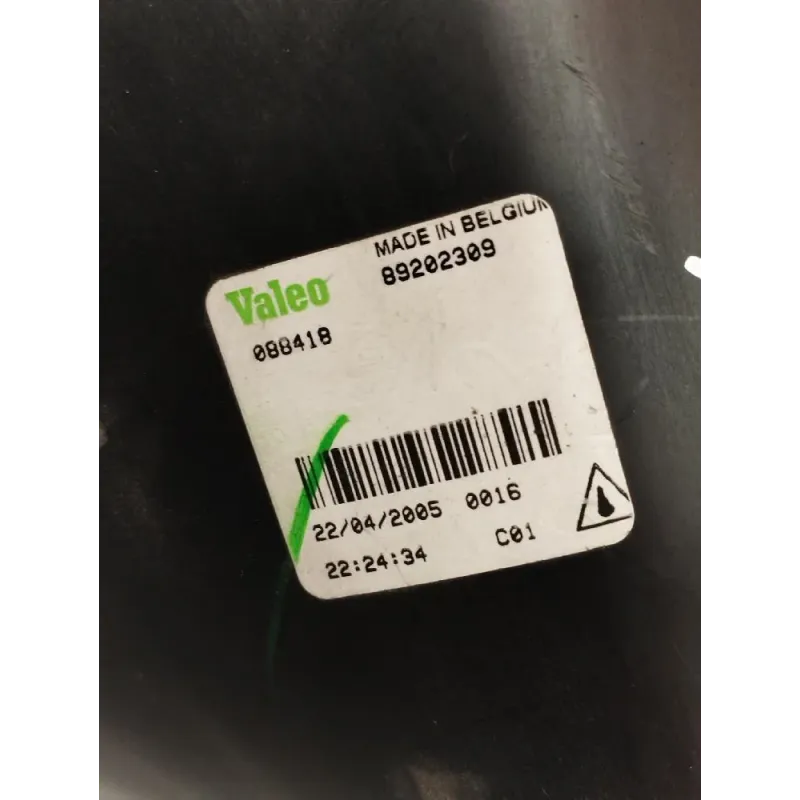 MADE IN BELGIUM
89202309
Valeo
088418
22/04/2005 0016
22:24:34 C01